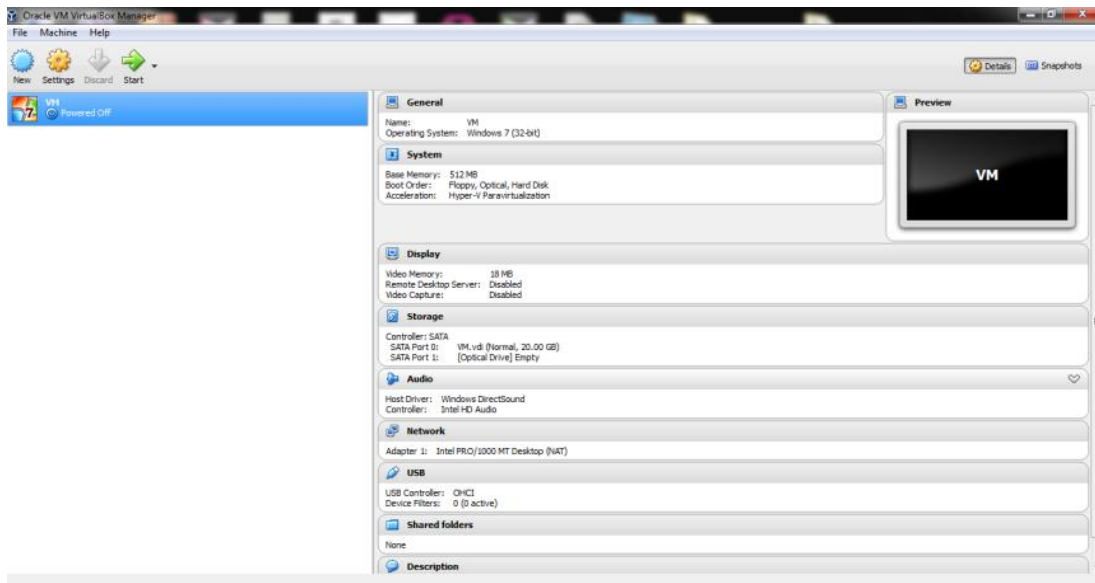 Oracle VM VirtualBox Manager
File Machine Help
New Settings Discard Start
Details Snapshots
VM
Powered Off
General
Name: VM
Operating System: Windows 7 (32-bit)
System
Base Memory: 512 MB
Boot Order: Floppy, Optical, Hard Disk
Acceleration: Hyper-V Paravirtualization
Preview
VM
Display
Video Memory: 18 MB
Remote Desktop Server: Disabled
Video Capture: Disabled
Storage
Controller: SATA
SATA Port 0: VM.vdi (Normal, 20.00 GB)
SATA Port 1: [Optical Drive] Empty
Audio
Host Driver: Windows DirectSound
Controller: Intel HD Audio
Network
Adapter 1: Intel PRO/1000 MT Desktop (NAT)
USB
USB Controller: OHCI
Device Filters: 0 (0 active)
Shared folders
None
Description